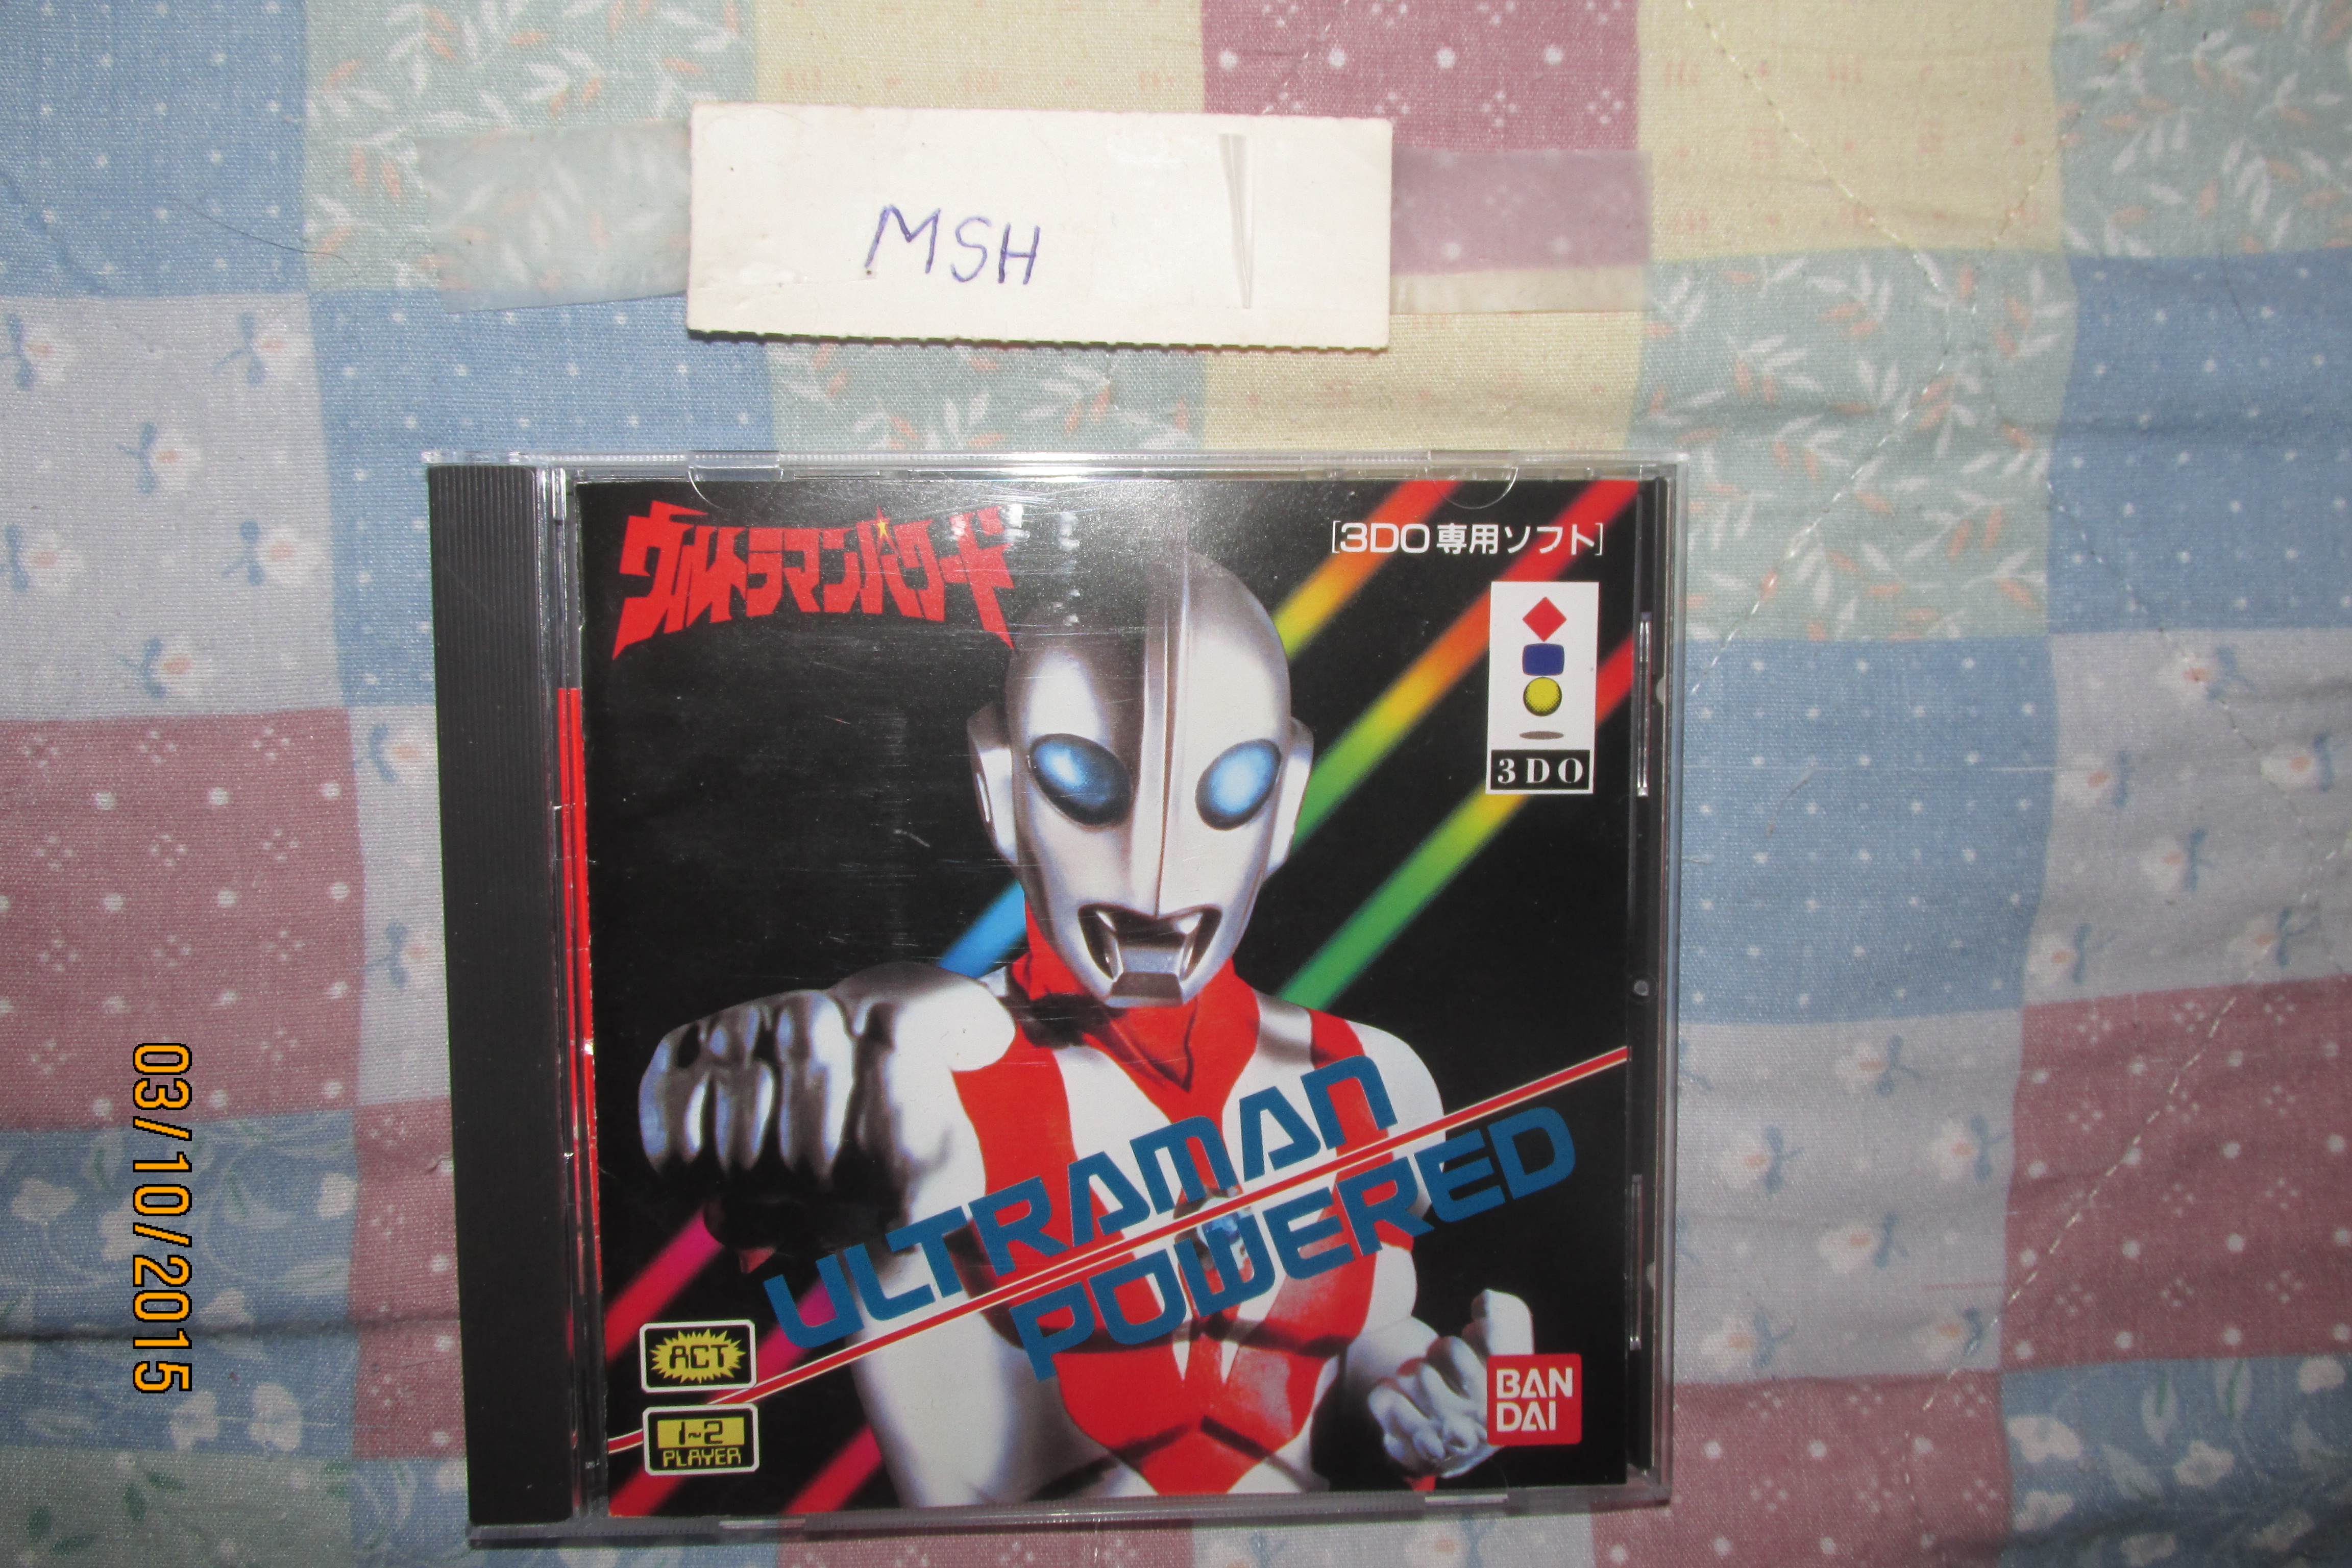 MSH
ウルトラマンパワード
[3DO専用ソフト]
3DO
ULTRAMAN
POWERED
ACT
1~2
PLAYER
BAN
DAI
03/10/2015